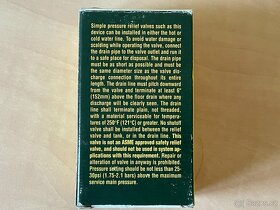 Simple pressure relief valves such as this
device can be installed in either the hot or
cold water line. To avoid water damage or
scalding while operating the valve, connect
the drain pipe to the valve outlet and run it
to a safe place for disposal. The drain pipe
must be as short as possible and must be
the same diameter size as the valve dis-
charge connection throughout its entire
length. The drain line must pitch downward
from the valve and terminate at least 6"
(152mm) above the floor drain where any
discharge will be clearly seen. The drain
line shall terminate plain, not threaded, with
a material serviceable for tempera-
tures of 250°F (121°C) or greater. No shutoff
valve shall be installed between the relief
valve and tank, or in the drain line. This
valve is not an ASME approved safety relief
valve, and should not be used in systems
with this requirement. Repair or alteration
of valve in anyway is prohibited.
Pressure setting should be not less than 25-
30psi (1.75-2.1 bars) above the maximum
service main pressure.